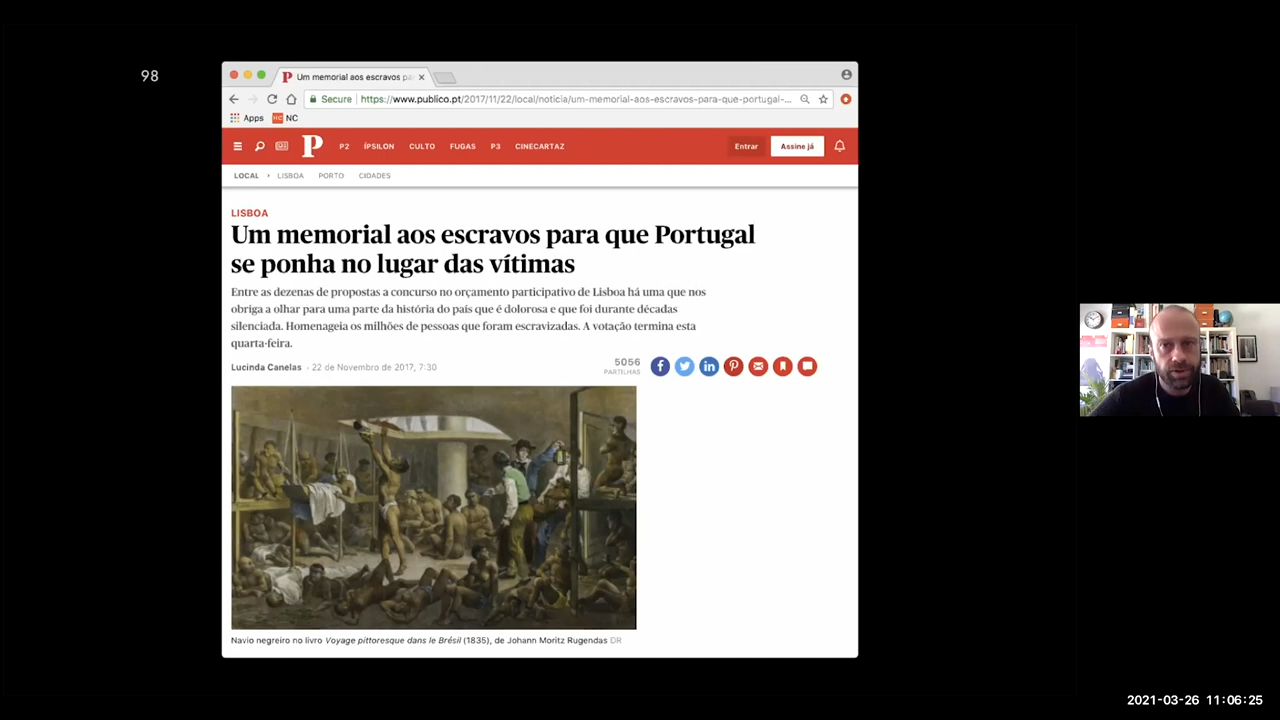 98
Um memorial aos escravos pa
Secure
https://www.publico.pt/2017/11/22/local/noticia/um-memorial-aos-escravos-para-que-portugal-...
Apps
NC
P
P2
ÍPSILON
CULTO
FUGAS
P3
CINECARTAZ
Entrar
Assine já
LOCAL
LISBOA
PORTO
CIDADES
LISBOA
Um memorial aos escravos para que Portugal
se ponha no lugar das vítimas
Entre as dezenas de propostas a concurso no orçamento participativo de Lisboa há uma que nos
obriga a olhar para uma parte da história do país que é dolorosa e que foi durante décadas
silenciada. Homenageia os milhões de pessoas que foram escravizadas. A votação termina esta
quarta-feira.
Lucinda Canelas - 22 de Novembro de 2017, 7:30
5056
PARTILHAS
Navio negreiro no livro Voyage pittoresque dans le Brésil (1835), de Johann Moritz Rugendas DR
2021-03-26 11:06:25